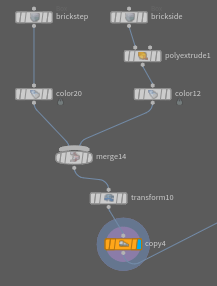 brickstep
brickside
polyextrude1
color20
color12
merge14
transform10
copy4